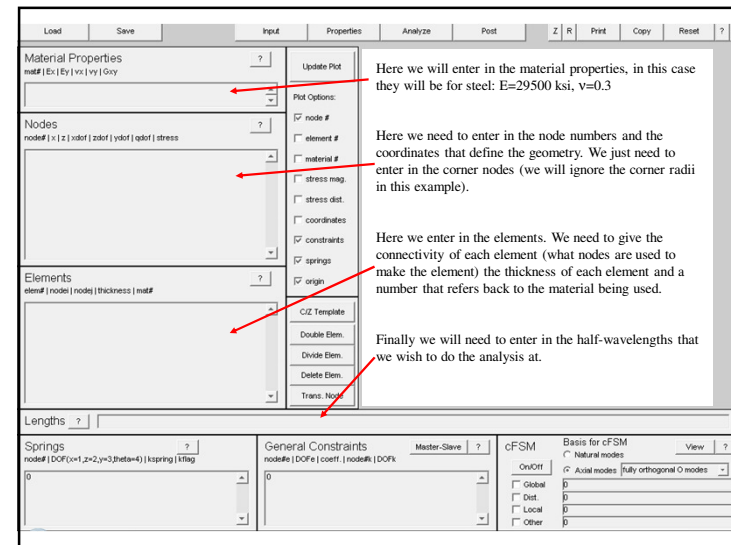 Load Save Input Properties Analyze Post Z R Print Copy Reset ?
Material Properties ?
mat# | Ex | Ey | vx | vy | Gxy
Update Plot
Plot Options:
Here we will enter in the material properties, in this case
they will be for steel: E=29500 ksi, ν=0.3
Nodes ?
node# | x | z | xdof | zdof | ydof | qdof | stress
node #
element #
material #
stress mag.
stress dist.
coordinates
constraints
springs
origin
Here we need to enter in the node numbers and the
coordinates that define the geometry. We just need to
enter in the corner nodes (we will ignore the corner radii
in this example).
Elements ?
elem# | nodei | nodej | thickness | mat#
Here we enter in the elements. We need to give the
connectivity of each element (what nodes are used to
make the element) the thickness of each element and a
number that refers back to the material being used.
C/Z Template
Double Elem.
Divide Elem.
Delete Elem.
Trans. Node
Finally we will need to enter in the half-wavelengths that
we wish to do the analysis at.
Lengths ?
Springs ?
node# | DOF(x=1,z=2,y=3,theta=4) | kspring | kflag
0
General Constraints Master-Slave ?
node#e | DOFe | coeff. | node#k | DOFk
0
cFSM
On/Off
Basis for cFSM View ?
Natural modes
Axial modes fully orthogonal O modes
Global 0
Dist. 0
Local 0
Other 0